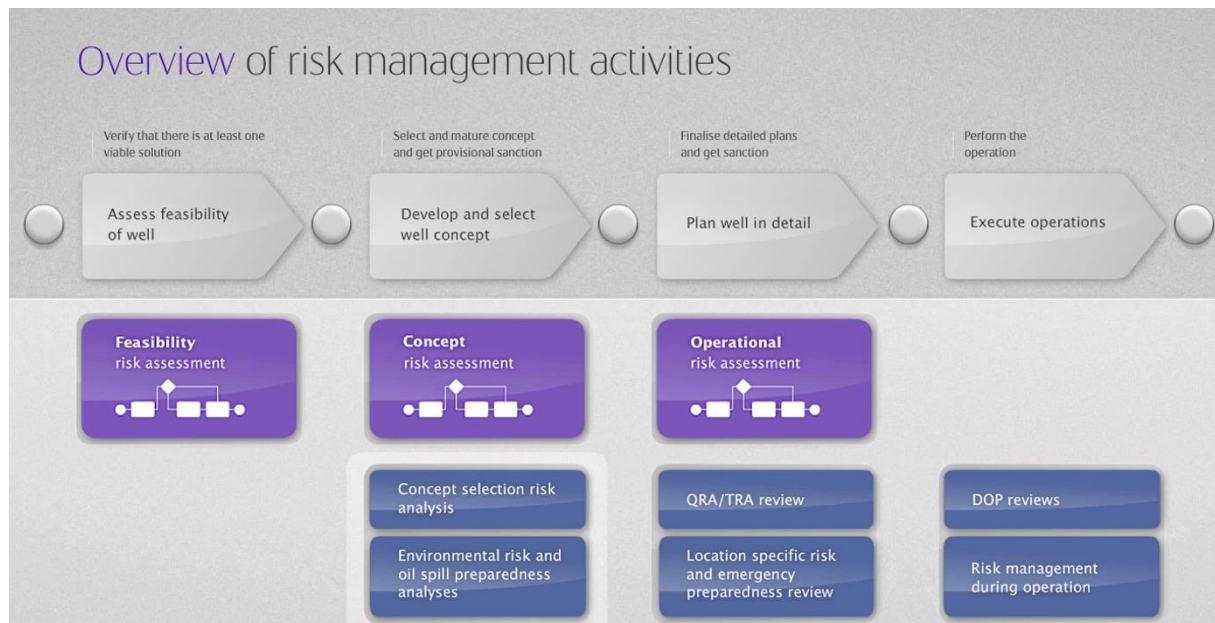 Overview of risk management activities
Verify that there is at least one
viable solution
Select and mature concept
and get provisional sanction
Finalise detailed plans
and get sanction
Perform the
operation
Assess feasibility
of well
Develop and select
well concept
Plan well in detail
Execute operations
Feasibility
risk assessment
Concept
risk assessment
Operational
risk assessment
Concept selection risk
analysis
QRA/TRA review
DOP reviews
Environmental risk and
oil spill preparedness
analyses
Location specific risk
and emergency
preparedness review
Risk management
during operation